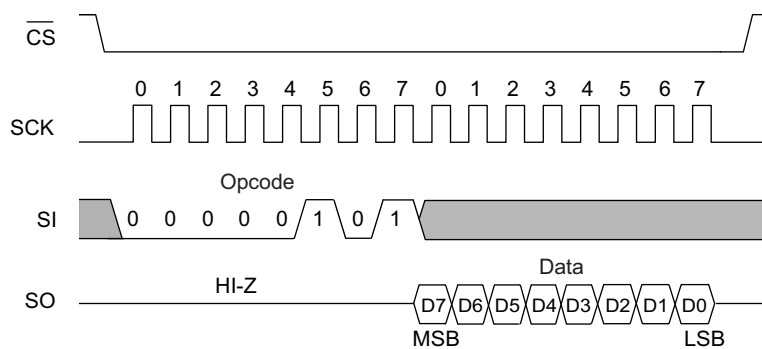 CS
0 1 2 3 4 5 6 7 0 1 2 3 4 5 6 7
SCK
Opcode
SI 0 0 0 0 0 1 0 1
HI-Z
Data
SO D7 D6 D5 D4 D3 D2 D1 D0
MSB LSB